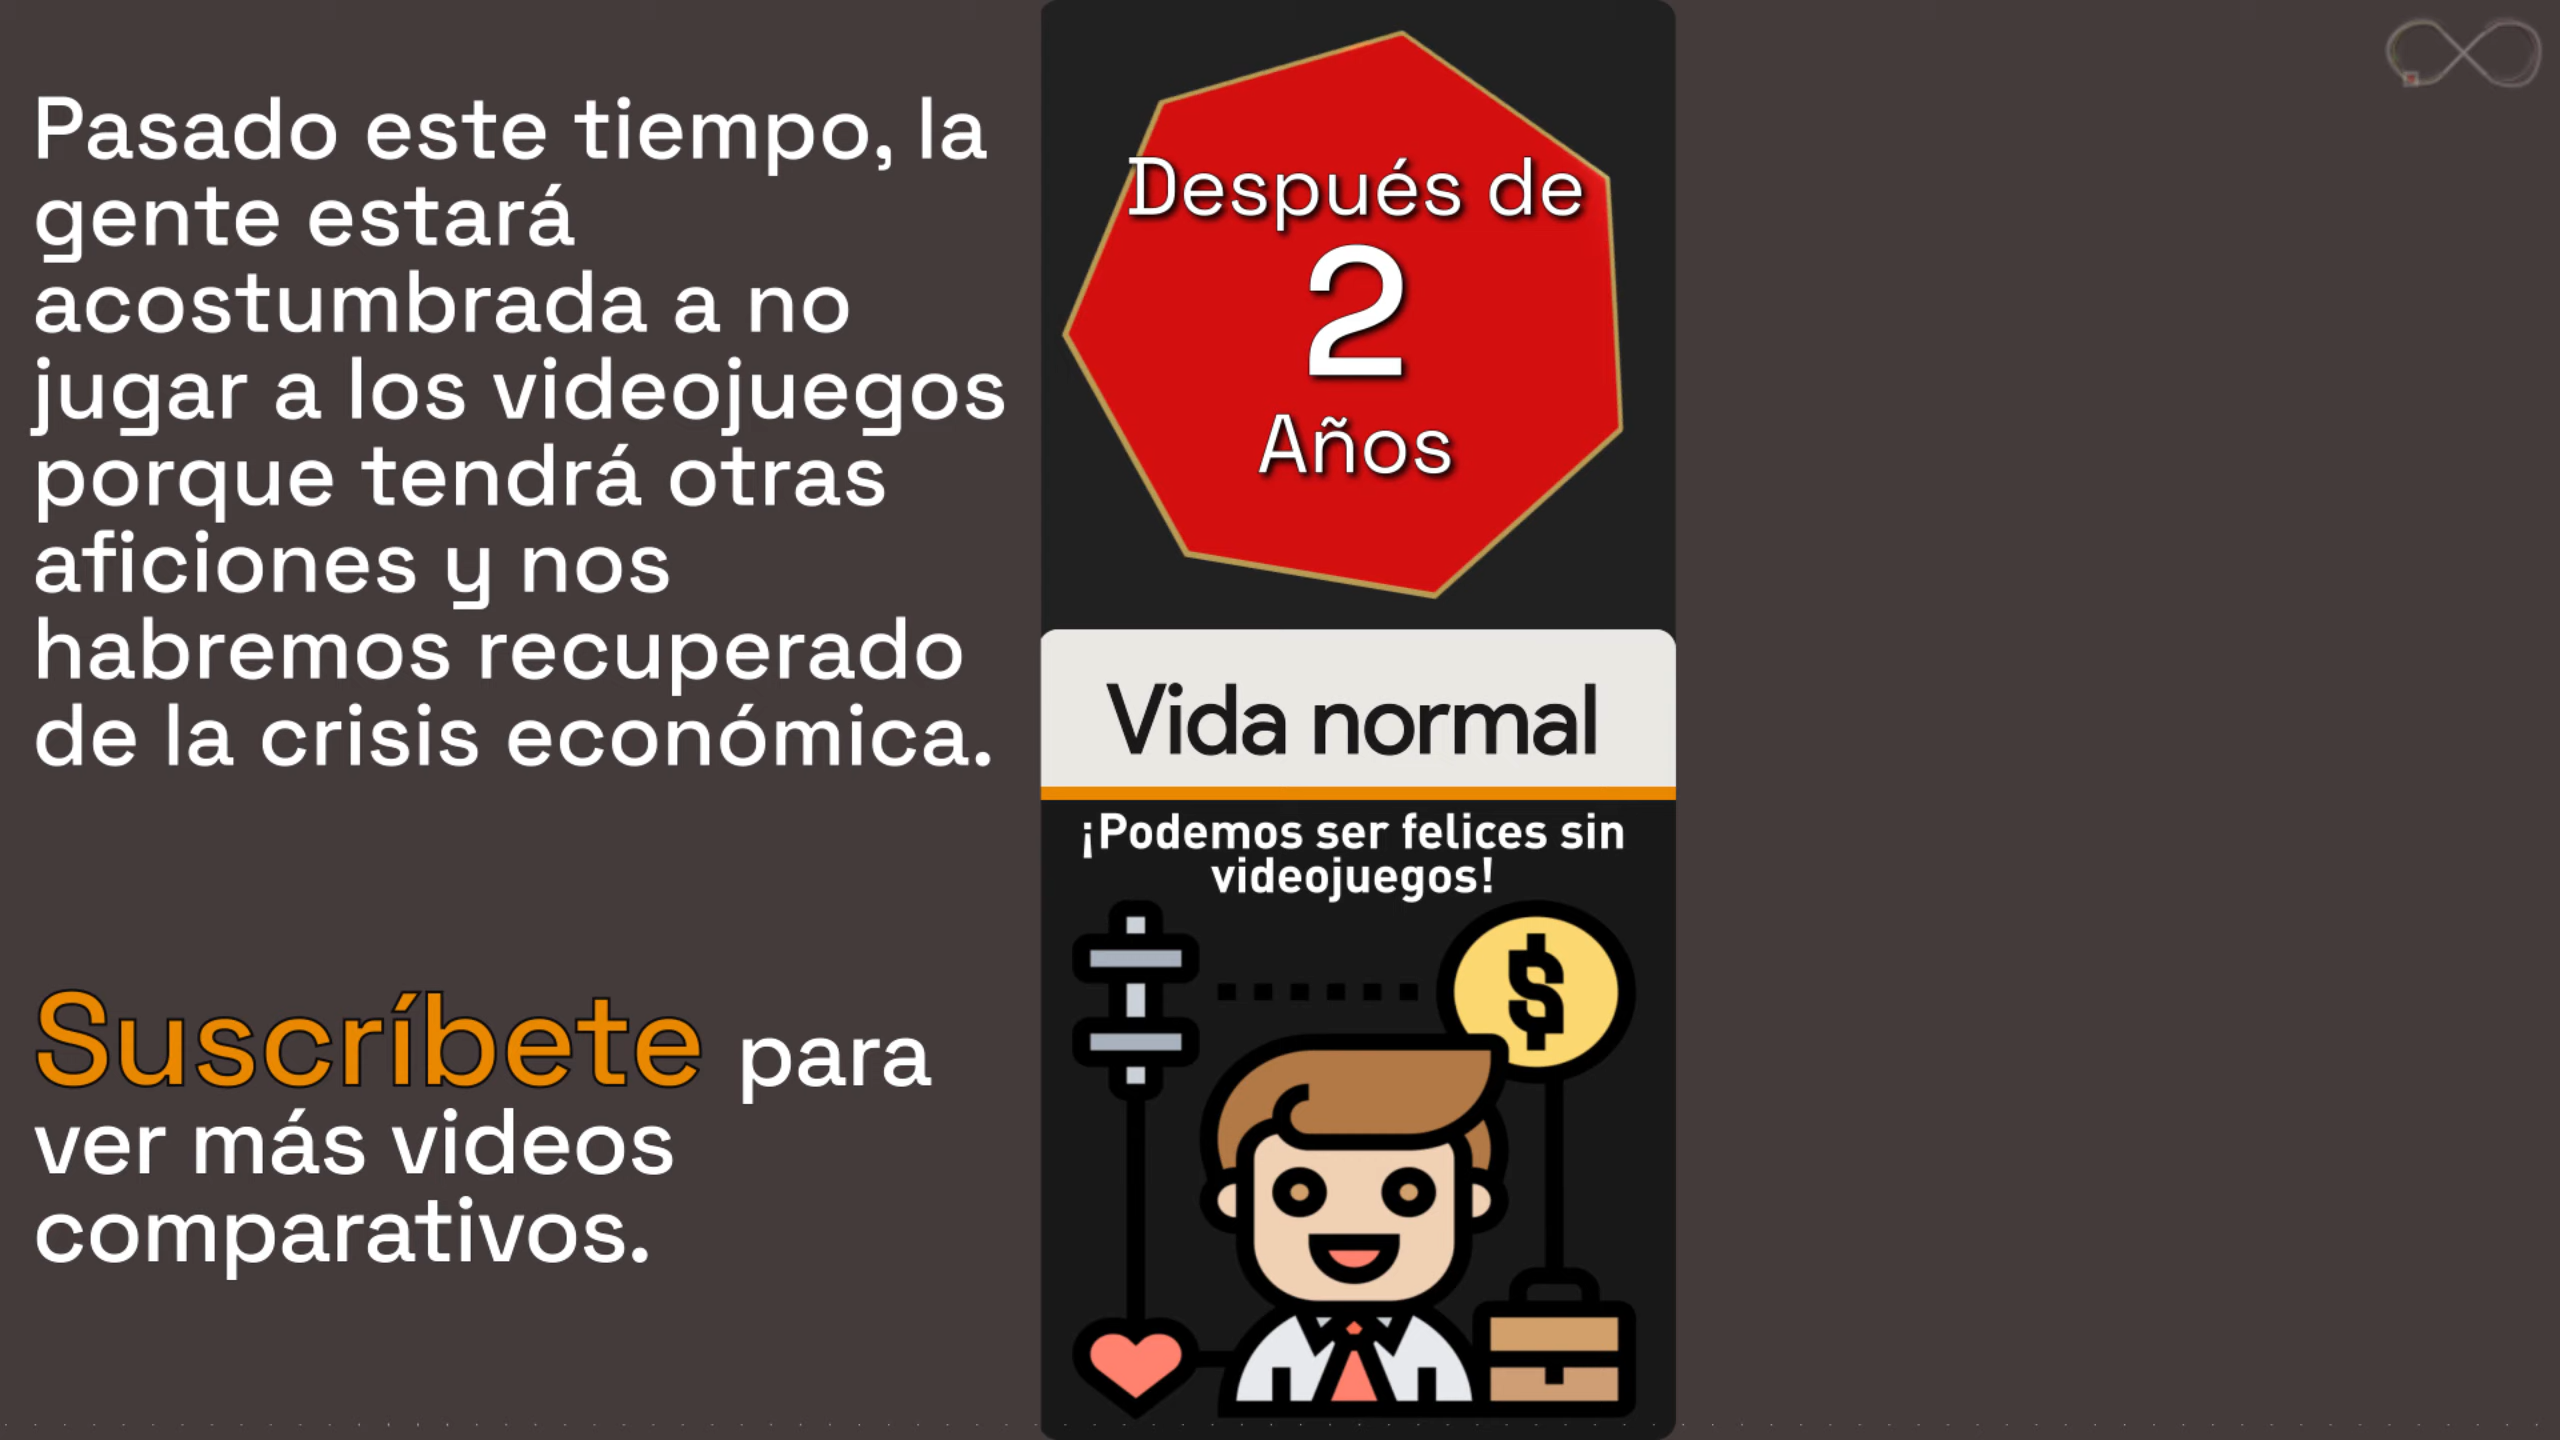 Pasado este tiempo, la
gente estará
acostumbrada a no
jugar a los videojuegos
porque tendrá otras
aficiones y nos
habremos recuperado
de la crisis económica.
Suscríbete para
ver más videos
comparativos.
Después de
2
Años
Vida normal
¡Podemos ser felices sin
videojuegos!
$